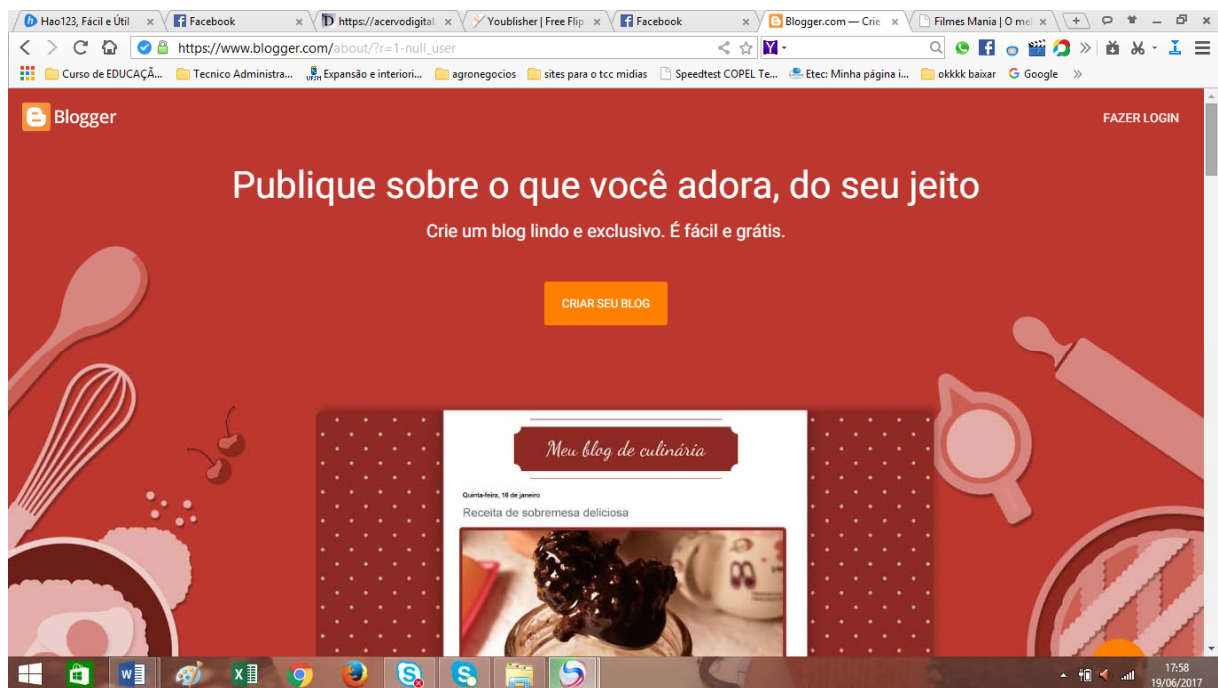 Hao123, Fácil e Útil
Facebook
https://acervodigital.
Youblisher | Free Flip
Facebook
Blogger.com — Crie
Filmes Mania | O mel
https://www.blogger.com/about/?r=1-null_user
Curso de EDUCAÇÃ...
Tecnico Administra...
Expansão e interiori...
agronegocios
sites para o tcc midias
Speedtest COPEL Te...
Etec: Minha página i...
okkkk baixar
Google
Blogger
FAZER LOGIN
Publique sobre o que você adora, do seu jeito
Crie um blog lindo e exclusivo. É fácil e grátis.
CRIAR SEU BLOG
Meu blog de culinária
Quinta-feira, 16 de janeiro
Receita de sobremesa deliciosa
17:58
19/06/2017